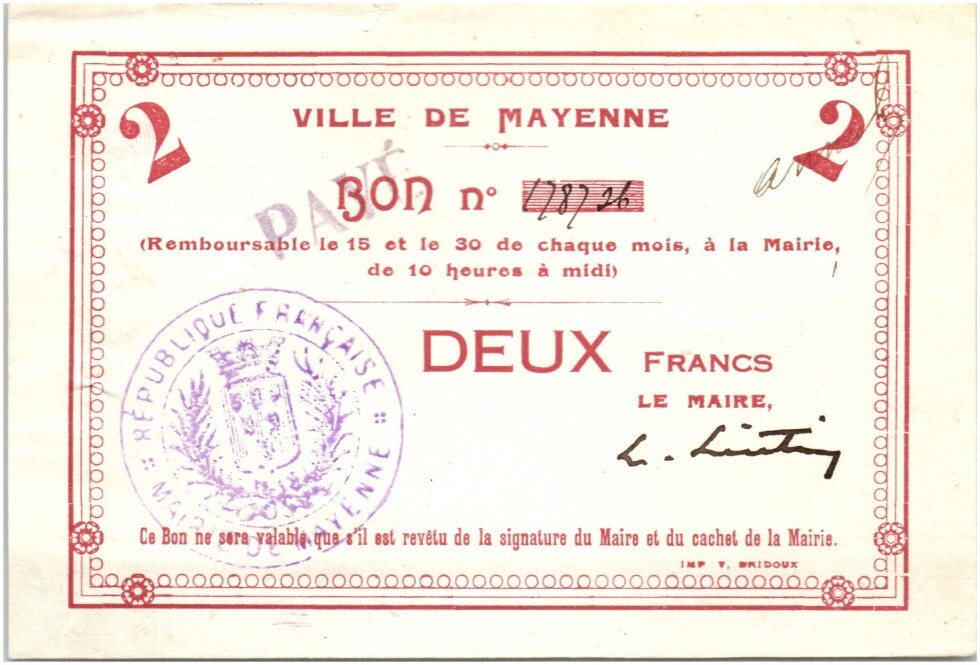 2 VILLE DE MAYENNE 2
PAYÉ
BON nº 178726
(Remboursable le 15 et le 30 de chaque mois, à la Mairie,
de 10 heures à midi)
DEUX FRANCS
LE MAIRE,
RÉPUBLIQUE FRANÇAISE
MAIRIE DE MAYENNE
Ce Bon ne sera valable que s'il est revêtu de la signature du Maire et du cachet de la Mairie.
IMP V. BRIDOUX